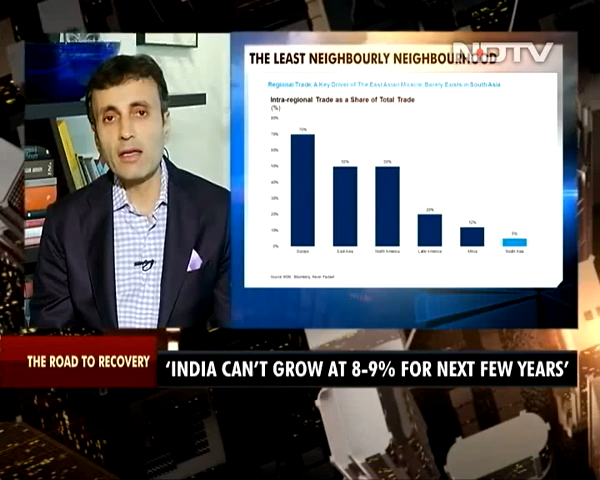 THE LEAST NEIGHBOURLY NEIGHBOURHOOD
NDTV
Regional Trade: A Key Driver of The East Asian Miracle: Barely Exists in South Asia
Intra-regional Trade as a Share of Total Trade
(%)
80%
70%
60%
50%
40%
30%
20%
10%
0%
70%
50%
50%
20%
12%
5%
Europe
East Asia
North America
Latin America
Africa
South Asia
THE ROAD TO RECOVERY
'INDIA CAN'T GROW AT 8-9% FOR NEXT FEW YEARS'